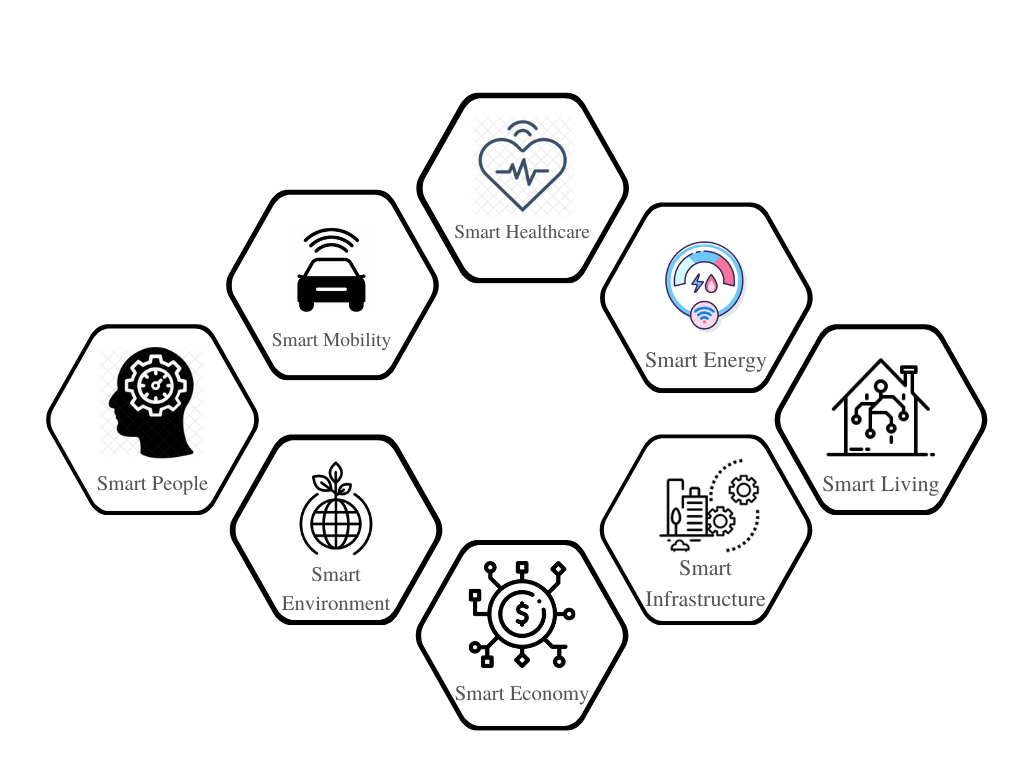 Smart Healthcare
Smart Mobility
Smart Energy
Smart People
Smart Living
Smart
Environment
Smart
Infrastructure
$
Smart Economy